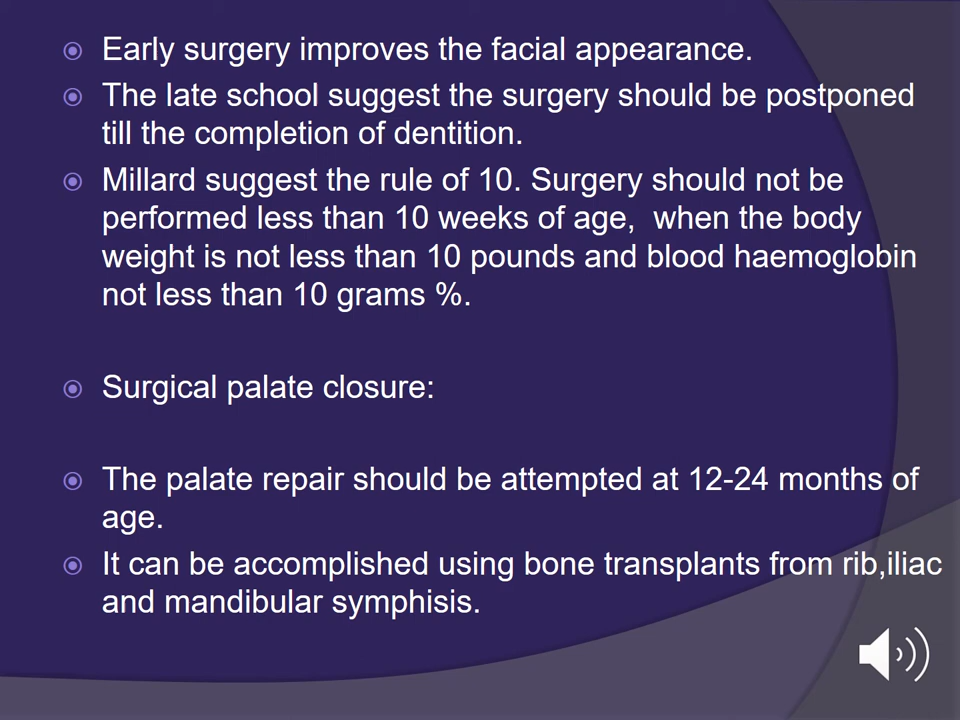 Early surgery improves the facial appearance.
The late school suggest the surgery should be postponed
till the completion of dentition.
Millard suggest the rule of 10. Surgery should not be
performed less than 10 weeks of age,  when the body
weight is not less than 10 pounds and blood haemoglobin
not less than 10 grams %.
Surgical palate closure:
The palate repair should be attempted at 12-24 months of
age.
It can be accomplished using bone transplants from rib,iliac
and mandibular symphisis.